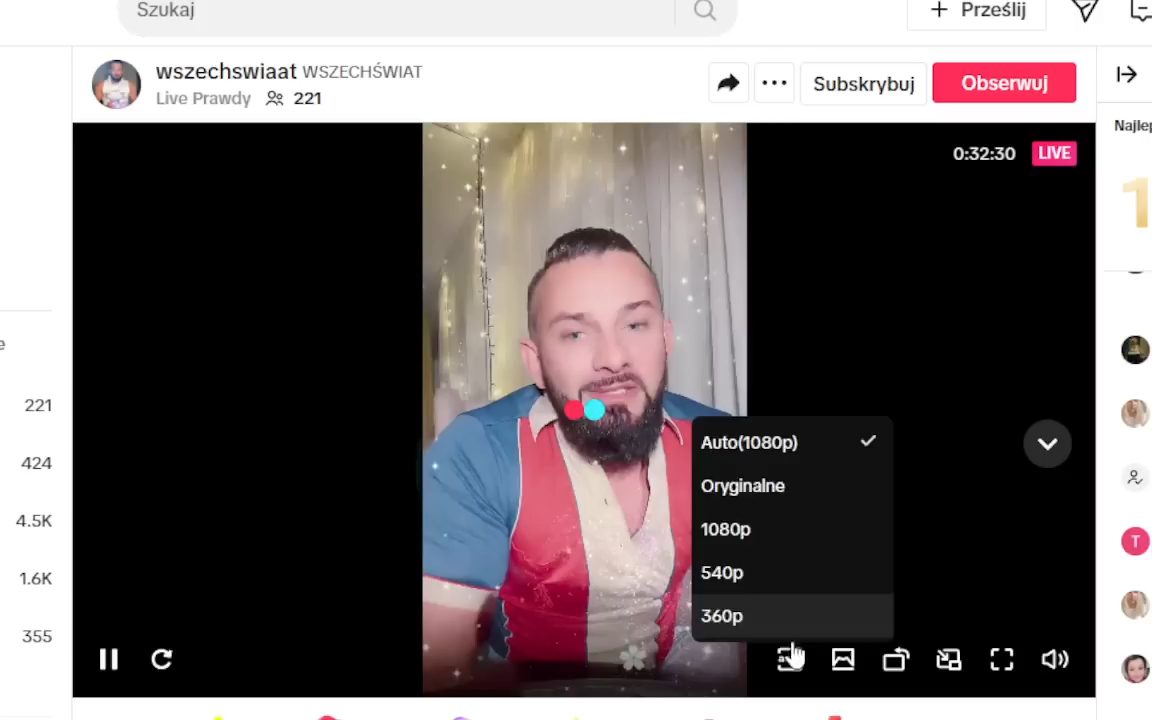 Szukaj
Prześlij
wszechswiaat WSZECHŚWIAT
Live Prawdy 221
Subskrybuj
Obserwuj
0:32:30 LIVE
1
221
424
4.5K
1.6K
355
Auto(1080p)
Oryginalne
1080p
540p
360p
T